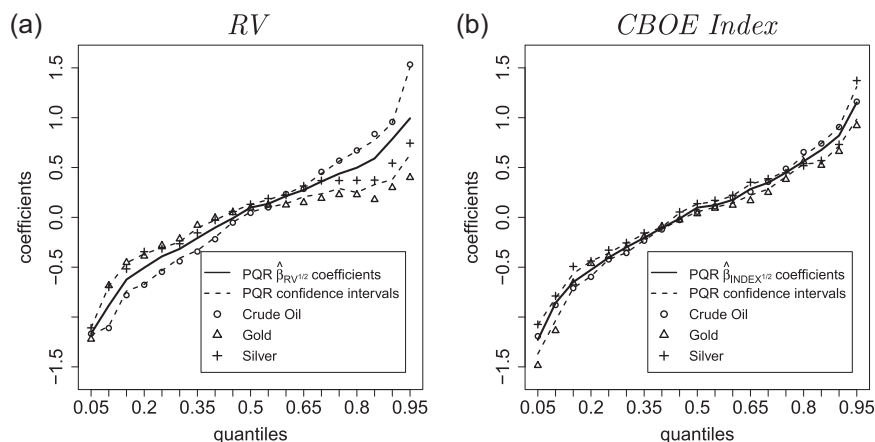 (a) RV
coefficients
1.5
1.0
0.5
0.0
−0.5
−1.5
PQR β̂RV1/2 coefficients
PQR confidence intervals
Crude Oil
Gold
Silver
0.05 0.2 0.35 0.5 0.65 0.8 0.95
quantiles
(b) CBOE Index
coefficients
1.5
1.0
0.5
0.0
−0.5
−1.5
PQR β̂INDEX1/2 coefficients
PQR confidence intervals
Crude Oil
Gold
Silver
0.05 0.2 0.35 0.5 0.65 0.8 0.95
quantiles